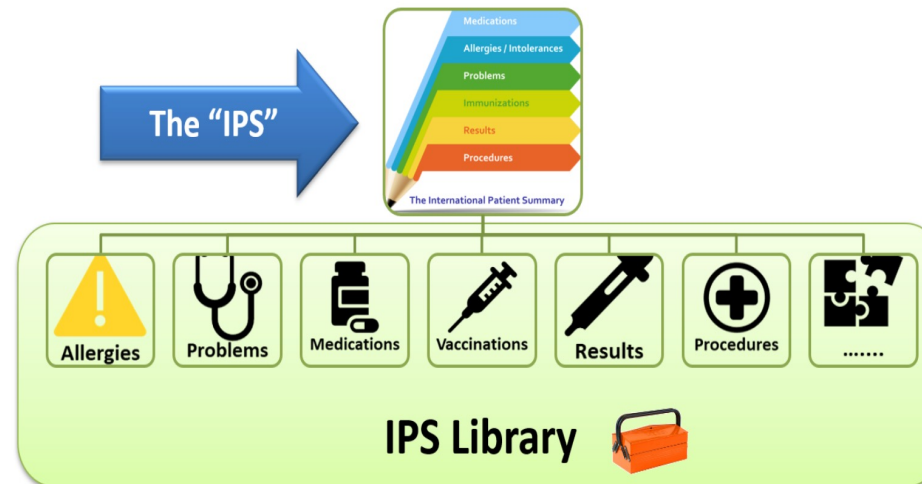 Medications
Allergies / Intolerances
Problems
Immunizations
Results
Procedures
The International Patient Summary
The “IPS”
Allergies
Problems
Medications
Vaccinations
Results
Procedures
.......
IPS Library